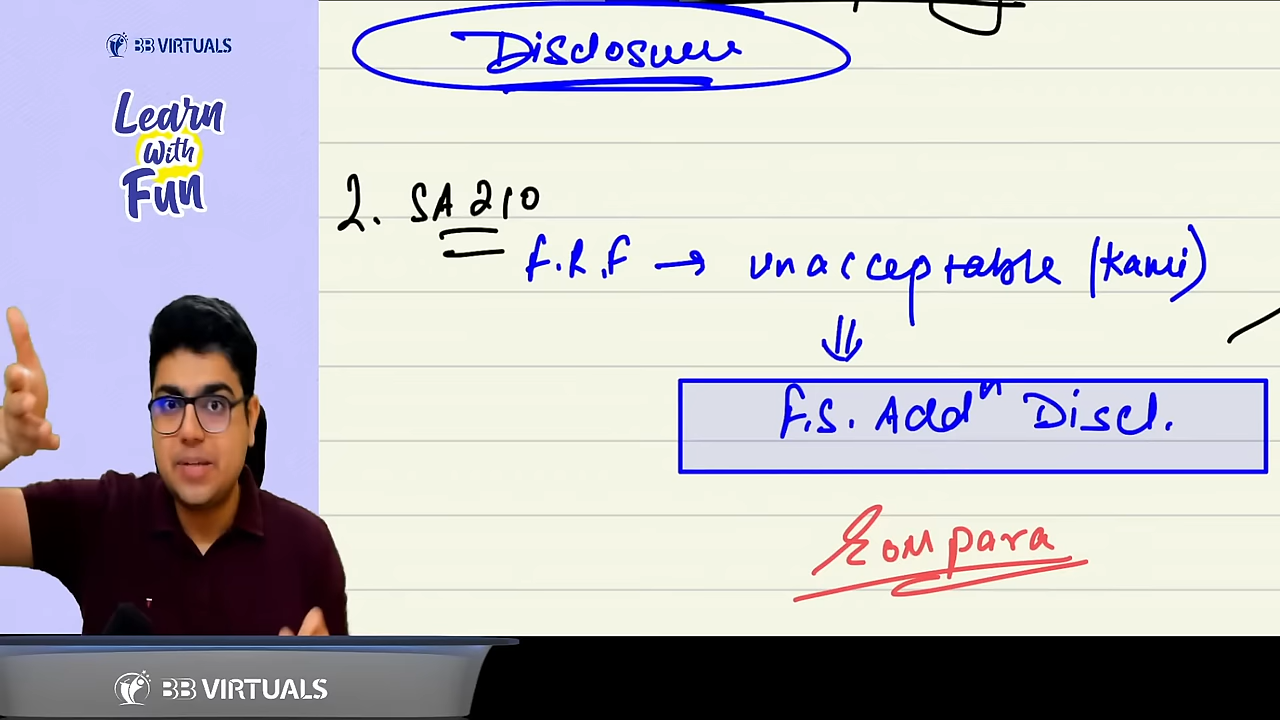 BB VIRTUALS
Learn
With
Fun
Disclosure
2. SA 210
F.R.F → unacceptable (Kami)
⇓
F.S. Addⁿ Discl.
EOM para
BB VIRTUALS